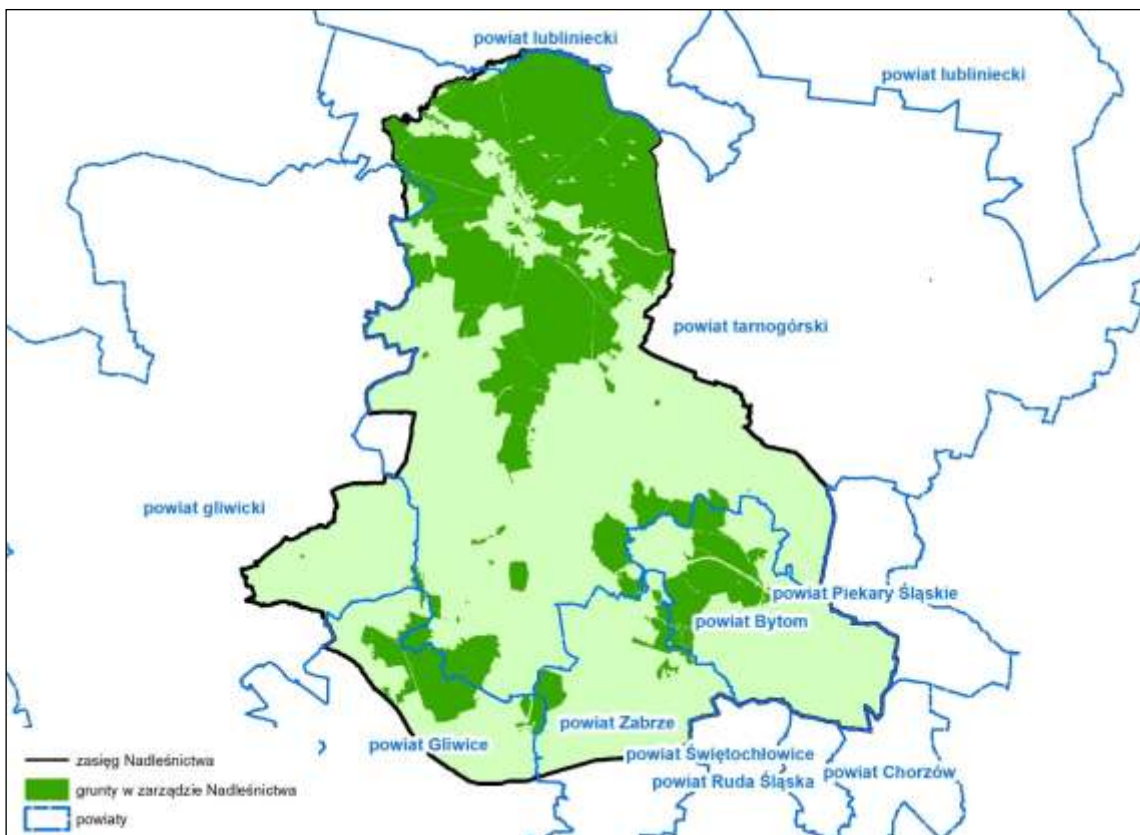 powiat lubliniecki
powiat lubliniecki
powiat tarnogórski
powiat gliwicki
powiat Piekary Śląskie
powiat Bytom
powiat Zabrze
powiat Gliwice
powiat Świętochłowice
powiat Ruda Śląska
powiat Chorzów
zasięg Nadleśnictwa
grunty w zarządzie Nadleśnictwa
powiaty